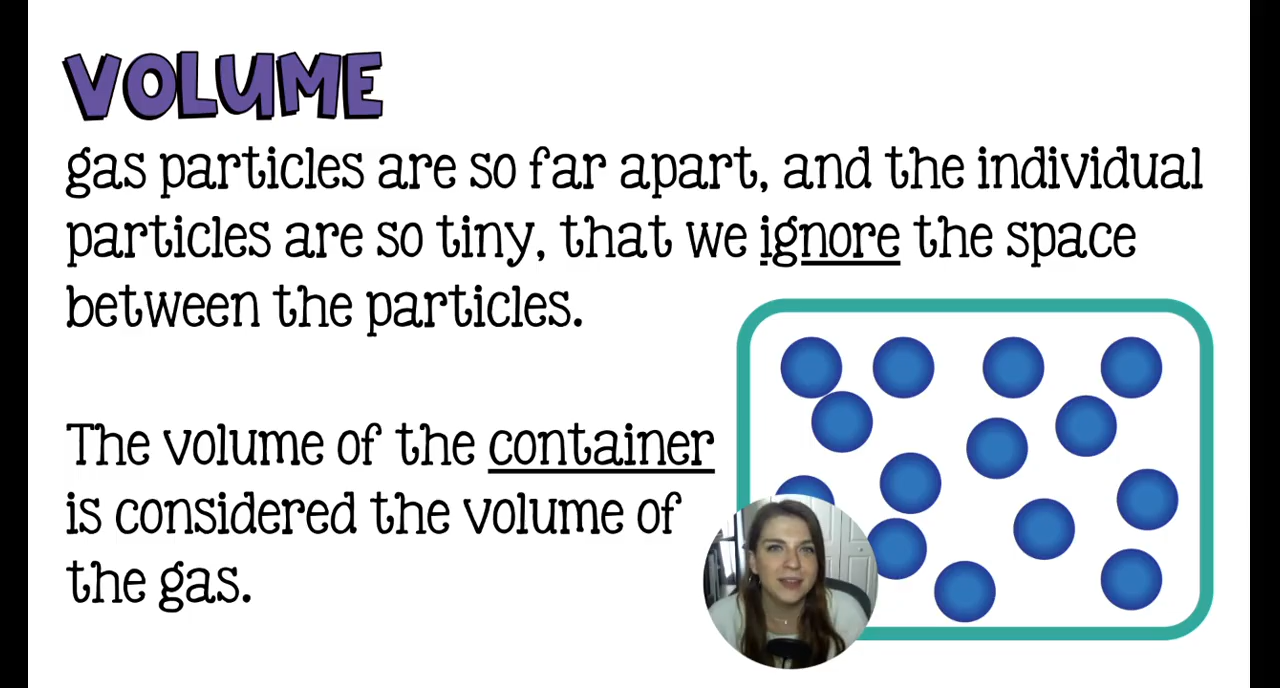 VOLUME
gas particles are so far apart, and the individual
particles are so tiny, that we ignore the space
between the particles.
The volume of the container
is considered the volume of
the gas.